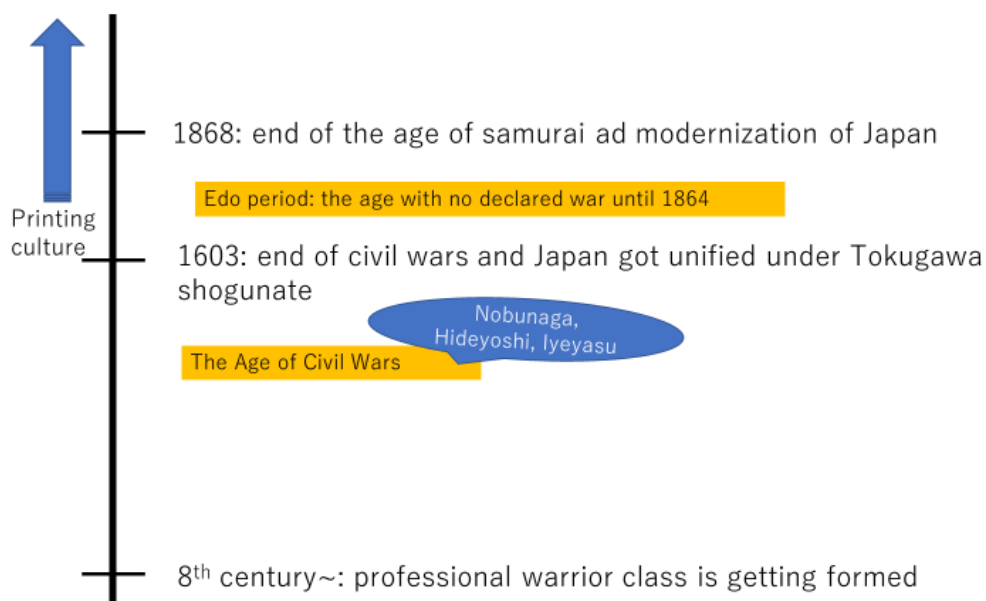 1868: end of the age of samurai ad modernization of Japan
Edo period: the age with no declared war until 1864
Printing
culture
1603: end of civil wars and Japan got unified under Tokugawa
shogunate
Nobunaga,
Hideyoshi, Iyeyasu
The Age of Civil Wars
8th century~: professional warrior class is getting formed